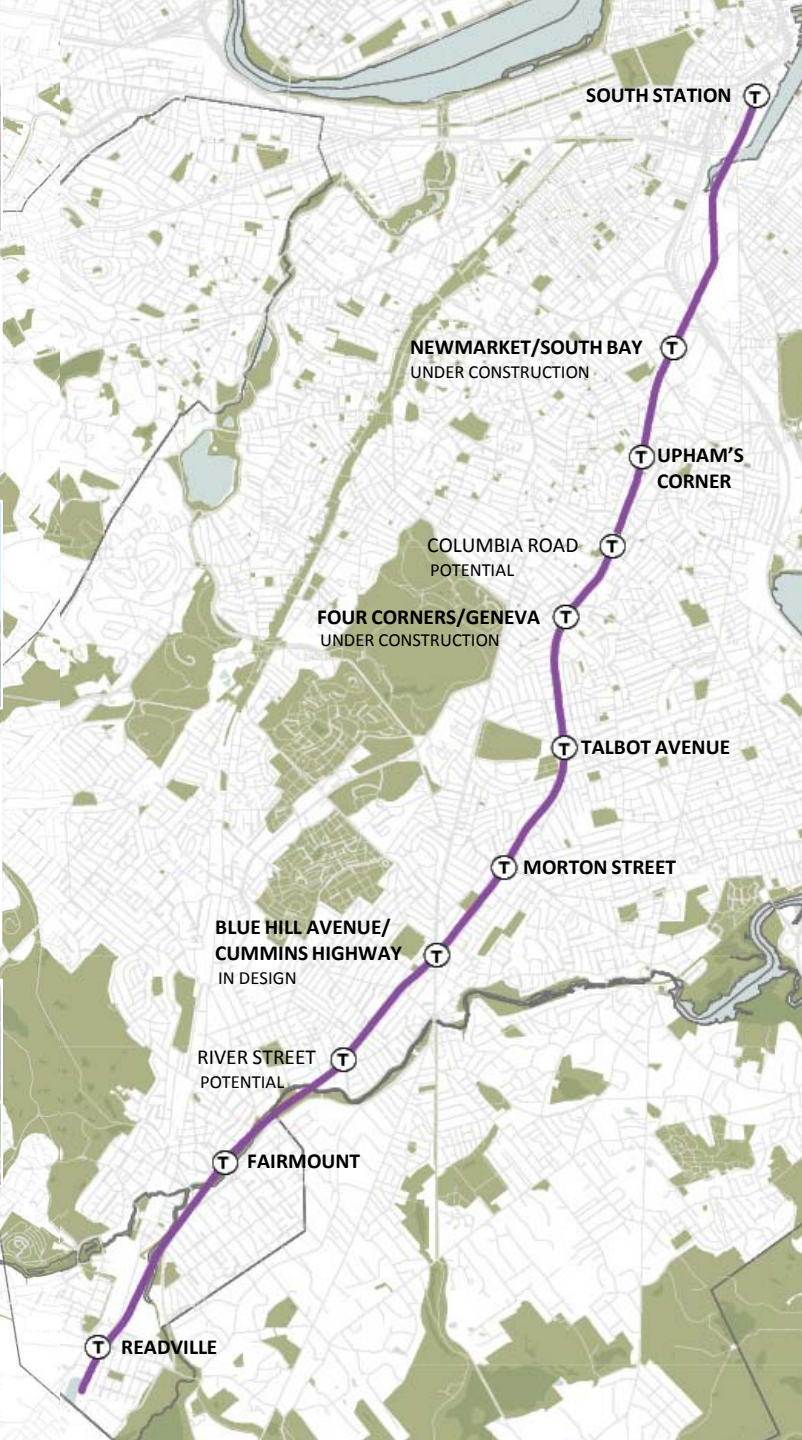 SOUTH STATION
T
NEWMARKET/SOUTH BAY
T
UNDER CONSTRUCTION
T
UPHAM'S
CORNER
COLUMBIA ROAD
T
POTENTIAL
FOUR CORNERS/GENEVA
T
UNDER CONSTRUCTION
T
TALBOT AVENUE
T
MORTON STREET
BLUE HILL AVENUE/
CUMMINS HIGHWAY
T
IN DESIGN
RIVER STREET
T
POTENTIAL
T
FAIRMOUNT
T
READVILLE